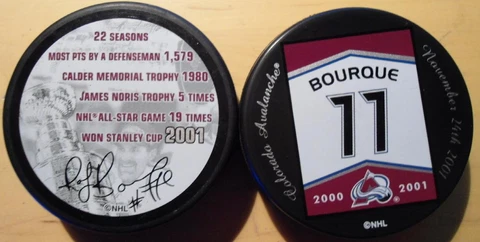 22 SEASONS
MOST PTS BY A DEFENSEMAN 1,579
CALDER MEMORIAL TROPHY 1980
JAMES NORIS TROPHY 5 TIMES
NHL® ALL-STAR GAME 19 TIMES
WON STANLEY CUP 2001
©NHL
Colorado Avalanche®
BOURQUE
11
2000 2001
November 24th 2001
©NHL